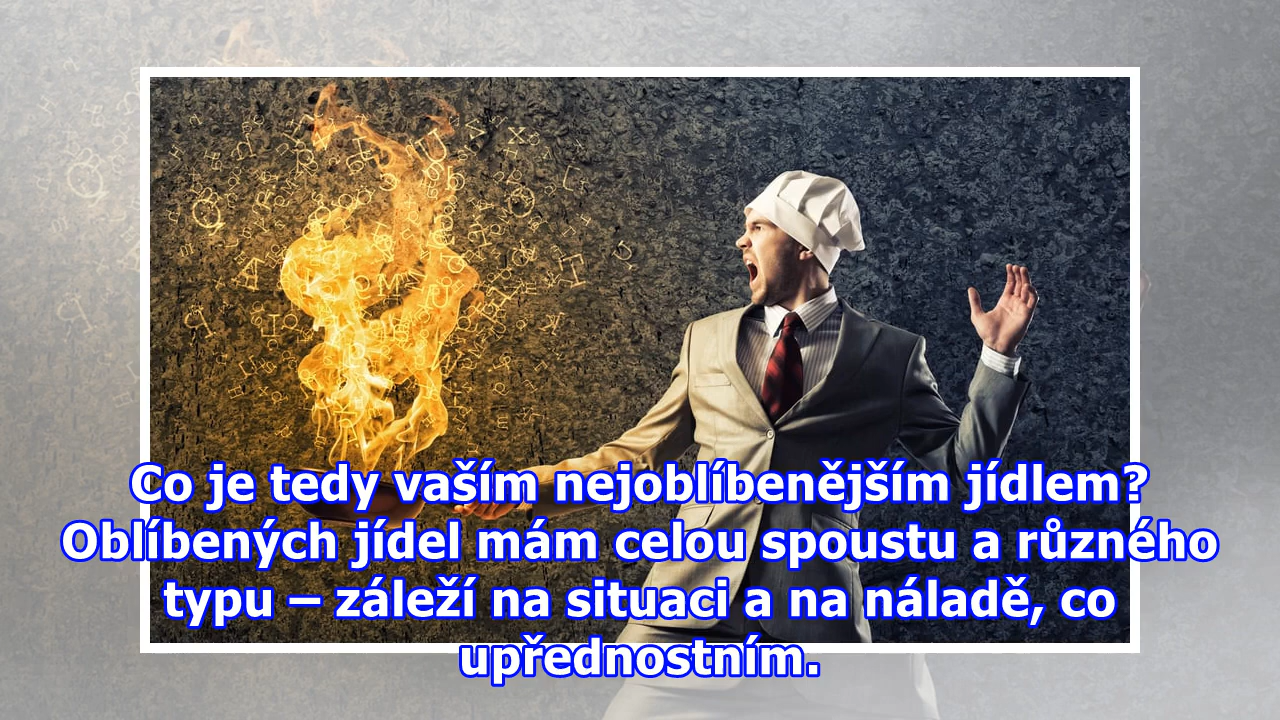 Co je tedy vaším nejoblíbenějším jídlem?
Oblíbených jídel mám celou spoustu a různého
typu – záleží na situaci a na náladě, co
upřednostním.